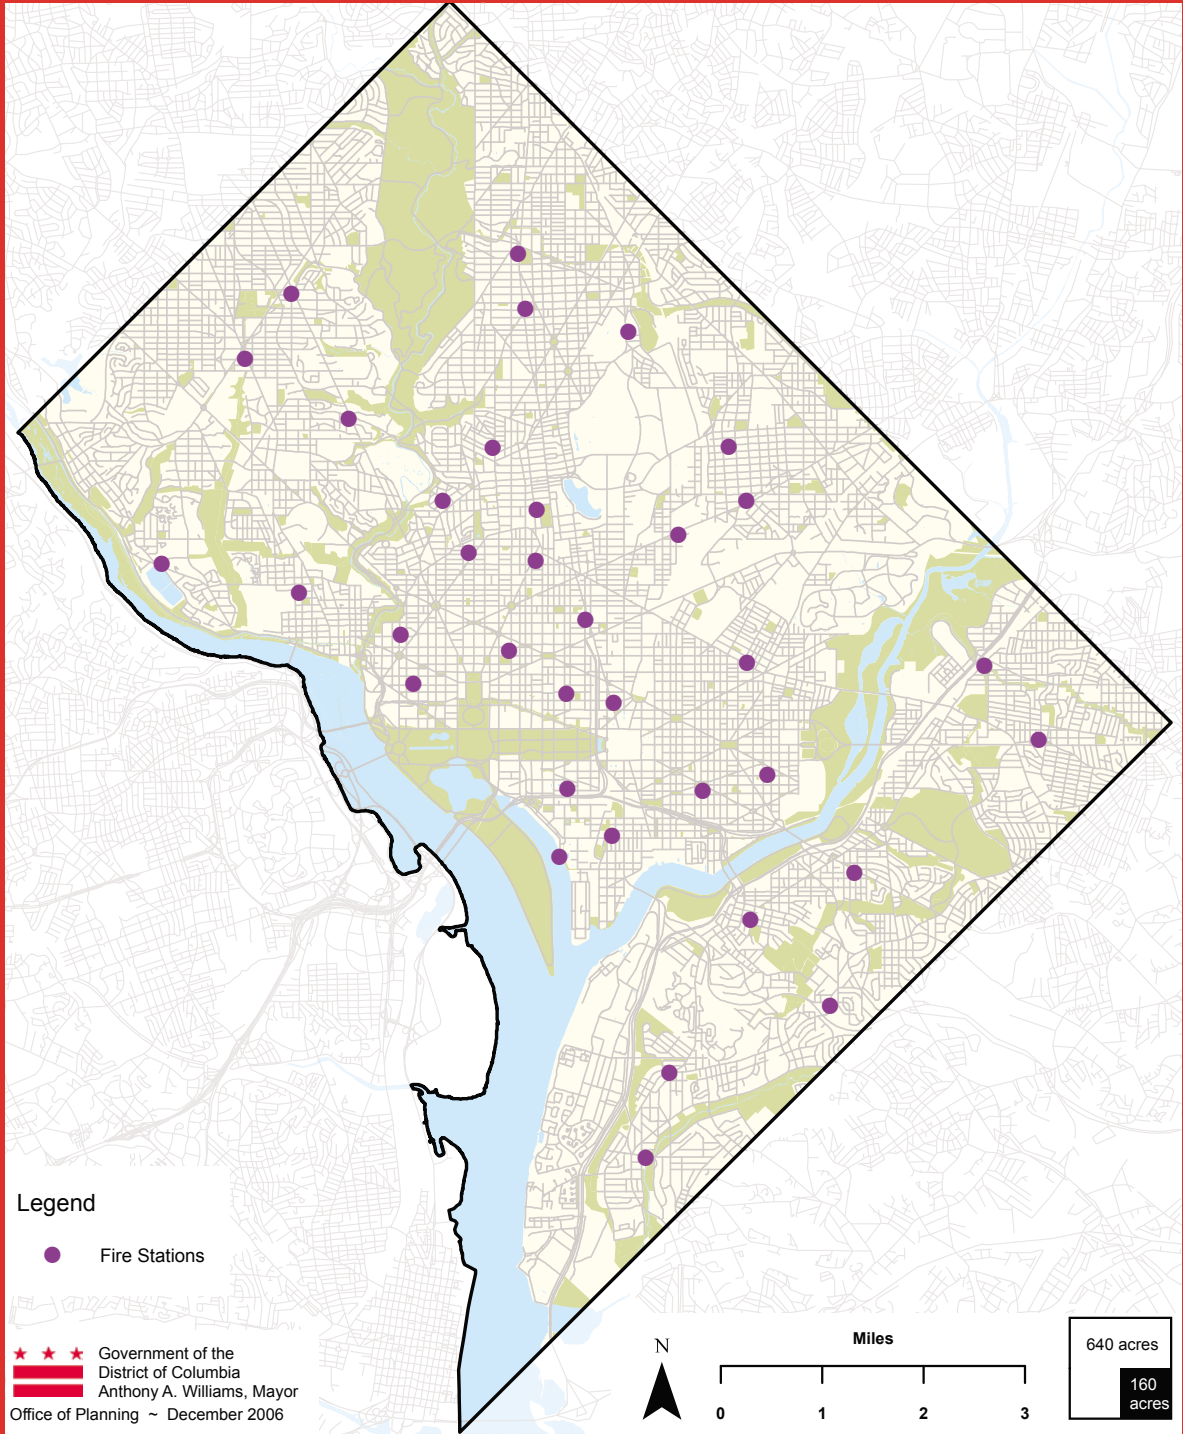 Legend
Fire Stations
Government of the
District of Columbia
Anthony A. Williams, Mayor
Office of Planning ~ December 2006
N
Miles
0 1 2 3
640 acres
160
acres